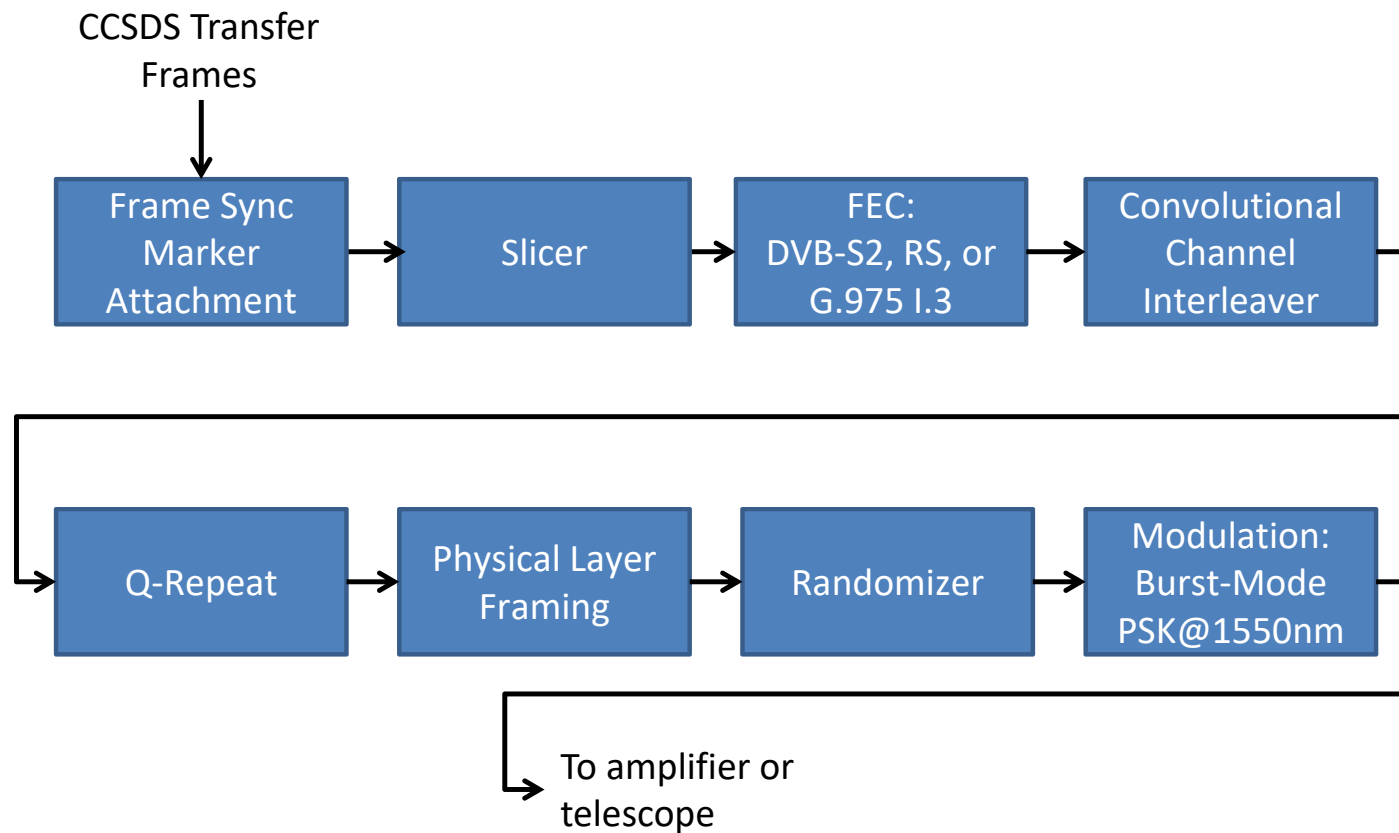 CCSDS Transfer
Frames
Frame Sync
Marker
Attachment
Slicer
FEC:
DVB-S2, RS, or
G.975 I.3
Convolutional
Channel
Interleaver
Q-Repeat
Physical Layer
Framing
Randomizer
Modulation:
Burst-Mode
PSK@1550nm
To amplifier or
telescope